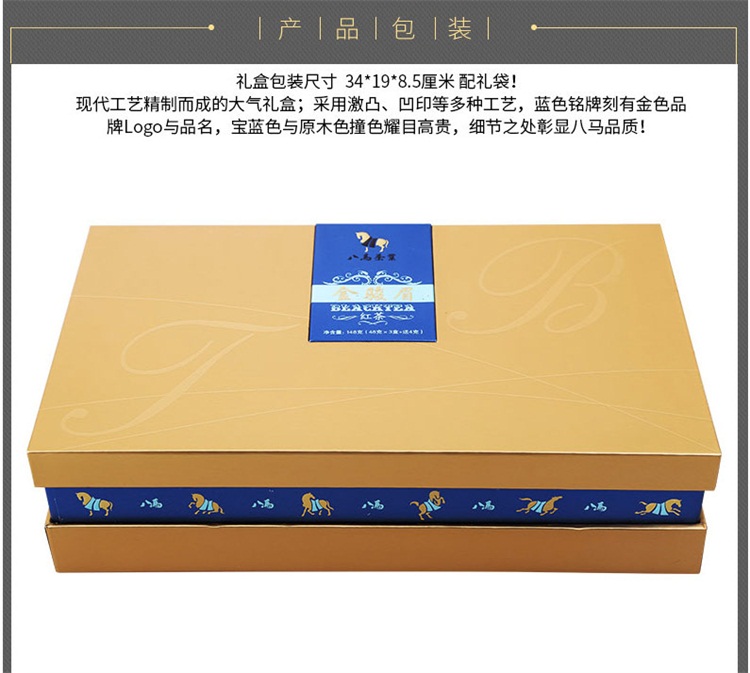 产品包装
礼盒包装尺寸 34*19*8.5厘米 配礼袋！
现代工艺精制而成的大气礼盒；采用激凸、凹印等多种工艺，蓝色铭牌刻有金色品
牌Logo与品名，宝蓝色与原木色撞色耀目高贵，细节之处彰显八马品质！
八马茶业
T B
金骏眉
BLACKTEA
红茶
八马 八马 八马 八马 八马